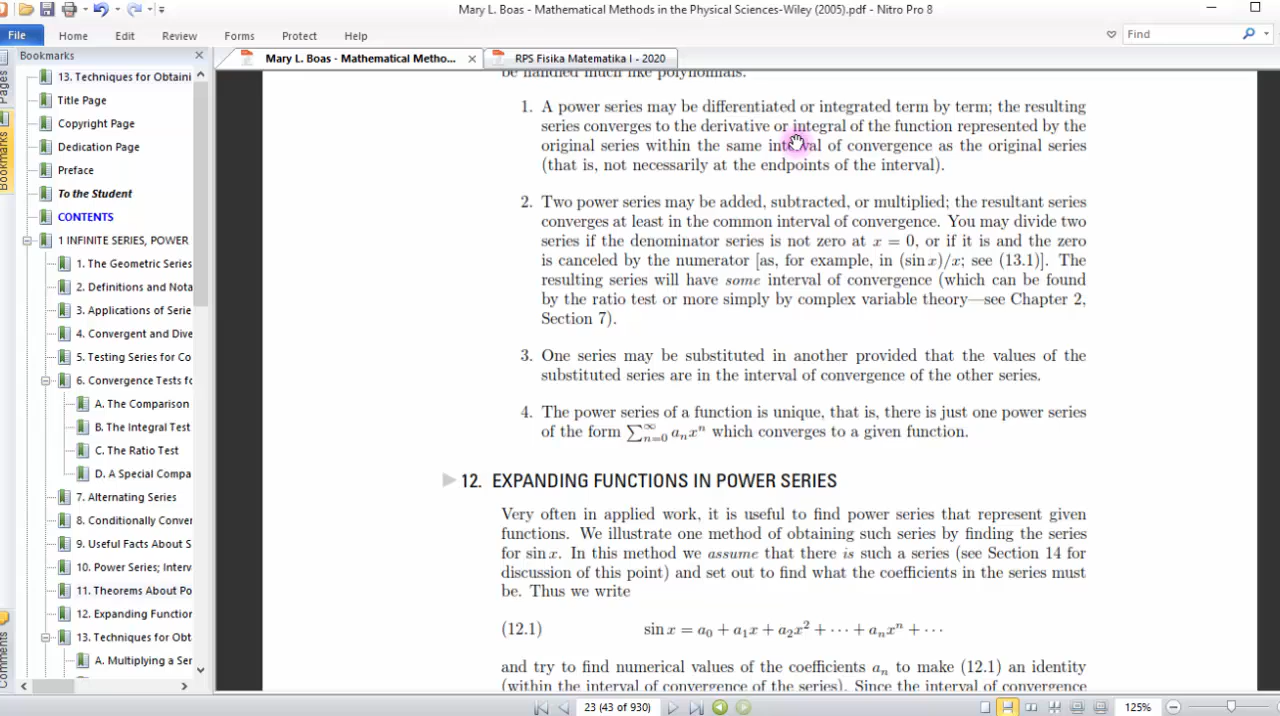 Mary L. Boas - Mathematical Methods in the Physical Sciences-Wiley (2005).pdf - Nitro Pro 8
File Home Edit Review Forms Protect Help Find
Bookmarks
Mary L. Boas - Mathematical Metho... RPS Fisika Matematika I - 2020
Pages
Bookmarks
Comments
13. Techniques for Obtaini
Title Page
Copyright Page
Dedication Page
Preface
To the Student
CONTENTS
1 INFINITE SERIES, POWER
1. The Geometric Series
2. Definitions and Nota
3. Applications of Serie
4. Convergent and Dive
5. Testing Series for Co
6. Convergence Tests fo
A. The Comparison
B. The Integral Test
C. The Ratio Test
D. A Special Compa
7. Alternating Series
8. Conditionally Conver
9. Useful Facts About S
10. Power Series; Interv
11. Theorems About Po
12. Expanding Function
13. Techniques for Obt
A. Multiplying a Ser
be handled much like polynomials.
1. A power series may be differentiated or integrated term by term; the resulting
series converges to the derivative or integral of the function represented by the
original series within the same interval of convergence as the original series
(that is, not necessarily at the endpoints of the interval).
2. Two power series may be added, subtracted, or multiplied; the resultant series
converges at least in the common interval of convergence. You may divide two
series if the denominator series is not zero at x = 0, or if it is and the zero
is canceled by the numerator [as, for example, in (sin x)/x; see (13.1)]. The
resulting series will have some interval of convergence (which can be found
by the ratio test or more simply by complex variable theory—see Chapter 2,
Section 7).
3. One series may be substituted in another provided that the values of the
substituted series are in the interval of convergence of the other series.
4. The power series of a function is unique, that is, there is just one power series
of the form ∑_{n=0}^{∞} aₙxⁿ which converges to a given function.
12. EXPANDING FUNCTIONS IN POWER SERIES
Very often in applied work, it is useful to find power series that represent given
functions. We illustrate one method of obtaining such series by finding the series
for sin x. In this method we assume that there is such a series (see Section 14 for
discussion of this point) and set out to find what the coefficients in the series must
be. Thus we write
(12.1) sin x = a₀ + a₁x + a₂x² + ⋯ + aₙxⁿ + ⋯
and try to find numerical values of the coefficients aₙ to make (12.1) an identity
(within the interval of convergence of the series). Since the interval of convergence
23 (43 of 930) 125%